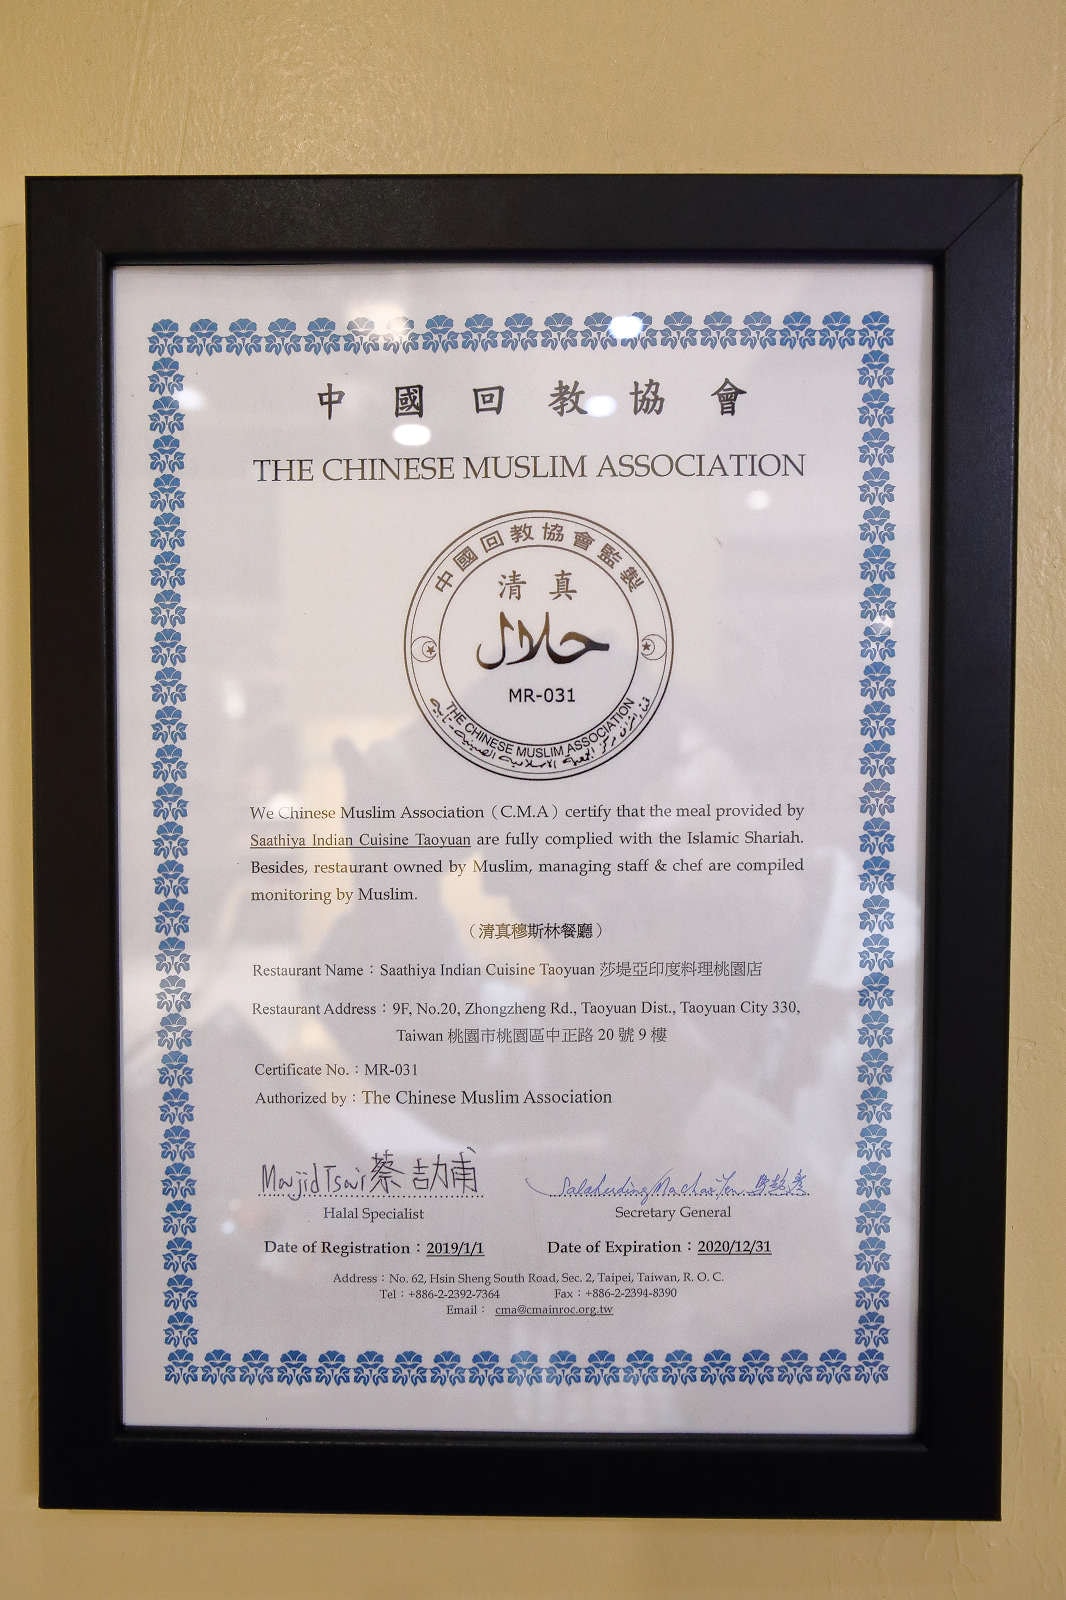 中國回教協會
THE CHINESE MUSLIM ASSOCIATION
中國回教協會監製
清真
حلال
MR-031
THE CHINESE MUSLIM ASSOCIATION
We Chinese Muslim Association（C.M.A）certify that the meal provided by
Saathiya Indian Cuisine Taoyuan are fully complied with the Islamic Shariah.
Besides, restaurant owned by Muslim, managing staff & chef are compiled
monitoring by Muslim.
（清真穆斯林餐廳）
Restaurant Name：Saathiya Indian Cuisine Taoyuan 莎堤亞印度料理桃園店
Restaurant Address：9F, No.20, Zhongzheng Rd., Taoyuan Dist., Taoyuan City 330,
Taiwan 桃園市桃園區中正路 20 號 9 樓
Certificate No.：MR-031
Authorized by：The Chinese Muslim Association
Majid Tsai 蔡吉甫
Halal Specialist
Secretary General
Date of Registration：2019/1/1
Date of Expiration：2020/12/31
Address：No. 62, Hsin Sheng South Road, Sec. 2, Taipei, Taiwan, R. O. C.
Tel：+886-2-2392-7364 Fax：+886-2-2394-8390
Email： cma@cmainroc.org.tw